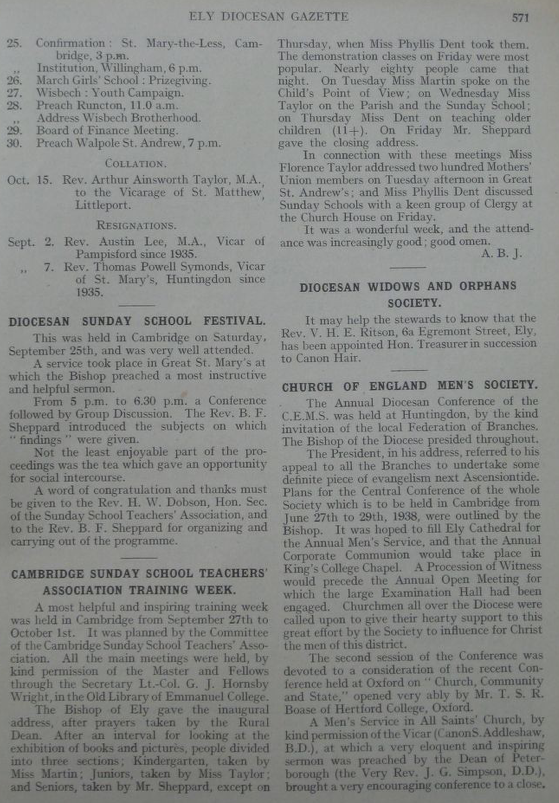 ELY DIOCESAN GAZETTE 571
25. Confirmation : St. Mary-the-Less, Cam-
bridge, 3 p.m.
„ Institution, Willingham, 6 p.m.
26. March Girls' School : Prizegiving.
27. Wisbech : Youth Campaign.
28. Preach Runcton, 11.0 a.m.
„ Address Wisbech Brotherhood.
29. Board of Finance Meeting.
30. Preach Walpole St. Andrew, 7 p.m.
COLLATION.
Oct. 15. Rev. Arthur Ainsworth Taylor, M.A.,
to the Vicarage of St. Matthew,
Littleport.
RESIGNATIONS.
Sept. 2. Rev. Austin Lee, M.A., Vicar of
Pampisford since 1935.
„ 7. Rev. Thomas Powell Symonds, Vicar
of St. Mary's, Huntingdon since
1935.
DIOCESAN SUNDAY SCHOOL FESTIVAL.
This was held in Cambridge on Saturday,
September 25th, and was very well attended.
A service took place in Great St. Mary's at
which the Bishop preached a most instructive
and helpful sermon.
From 5 p.m. to 6.30 p.m. a Conference
followed by Group Discussion. The Rev. B. F.
Sheppard introduced the subjects on which
" findings " were given.
Not the least enjoyable part of the pro-
ceedings was the tea which gave an opportunity
for social intercourse.
A word of congratulation and thanks must
be given to the Rev. H. W. Dobson, Hon. Sec.
of the Sunday School Teachers' Association, and
to the Rev. B. F. Sheppard for organizing and
carrying out of the programme.
CAMBRIDGE SUNDAY SCHOOL TEACHERS'
ASSOCIATION TRAINING WEEK.
A most helpful and inspiring training week
was held in Cambridge from September 27th to
October 1st. It was planned by the Committee
of the Cambridge Sunday School Teachers' Asso-
ciation. All the main meetings were held, by
kind permission of the Master and Fellows
through the Secretary Lt.-Col. G. J. Hornsby
Wright, in the Old Library of Emmanuel College.
The Bishop of Ely gave the inaugural
address, after prayers taken by the Rural
Dean. After an interval for looking at the
exhibition of books and pictures, people divided
into three sections; Kindergarten, taken by
Miss Martin; Juniors, taken by Miss Taylor;
and Seniors, taken by Mr. Sheppard, except on
Thursday, when Miss Phyllis Dent took them.
The demonstration classes on Friday were most
popular. Nearly eighty people came that
night. On Tuesday Miss Martin spoke on the
Child's Point of View; on Wednesday Miss
Taylor on the Parish and the Sunday School;
on Thursday Miss Dent on teaching older
children (11+). On Friday Mr. Sheppard
gave the closing address.
In connection with these meetings Miss
Florence Taylor addressed two hundred Mothers'
Union members on Tuesday afternoon in Great
St. Andrew's; and Miss Phyllis Dent discussed
Sunday Schools with a keen group of Clergy at
the Church House on Friday.
It was a wonderful week, and the attend-
ance was increasingly good; good omen.
A. B. J.
DIOCESAN WIDOWS AND ORPHANS
SOCIETY.
It may help the stewards to know that the
Rev. V. H. E. Ritson, 6a Egremont Street, Ely,
has been appointed Hon. Treasurer in succession
to Canon Hair.
CHURCH OF ENGLAND MEN'S SOCIETY.
The Annual Diocesan Conference of the
C.E.M.S. was held at Huntingdon, by the kind
invitation of the local Federation of Branches.
The Bishop of the Diocese presided throughout.
The President, in his address, referred to his
appeal to all the Branches to undertake some
definite piece of evangelism next Ascensiontide.
Plans for the Central Conference of the whole
Society which is to be held in Cambridge from
June 27th to 29th, 1938, were outlined by the
Bishop. It was hoped to fill Ely Cathedral for
the Annual Men's Service, and that the Annual
Corporate Communion would take place in
King's College Chapel. A Procession of Witness
would precede the Annual Open Meeting for
which the large Examination Hall had been
engaged. Churchmen all over the Diocese were
called upon to give their hearty support to this
great effort by the Society to influence for Christ
the men of this district.
The second session of the Conference was
devoted to a consideration of the recent Con-
ference held at Oxford on " Church, Community
and State," opened very ably by Mr. T. S. R.
Boase of Hertford College, Oxford.
A Men's Service in All Saints' Church, by
kind permission of the Vicar (Canon S. Addleshaw,
B.D.), at which a very eloquent and inspiring
sermon was preached by the Dean of Peter-
borough (the Very Rev. J. G. Simpson, D.D.),
brought a very encouraging conference to a close.